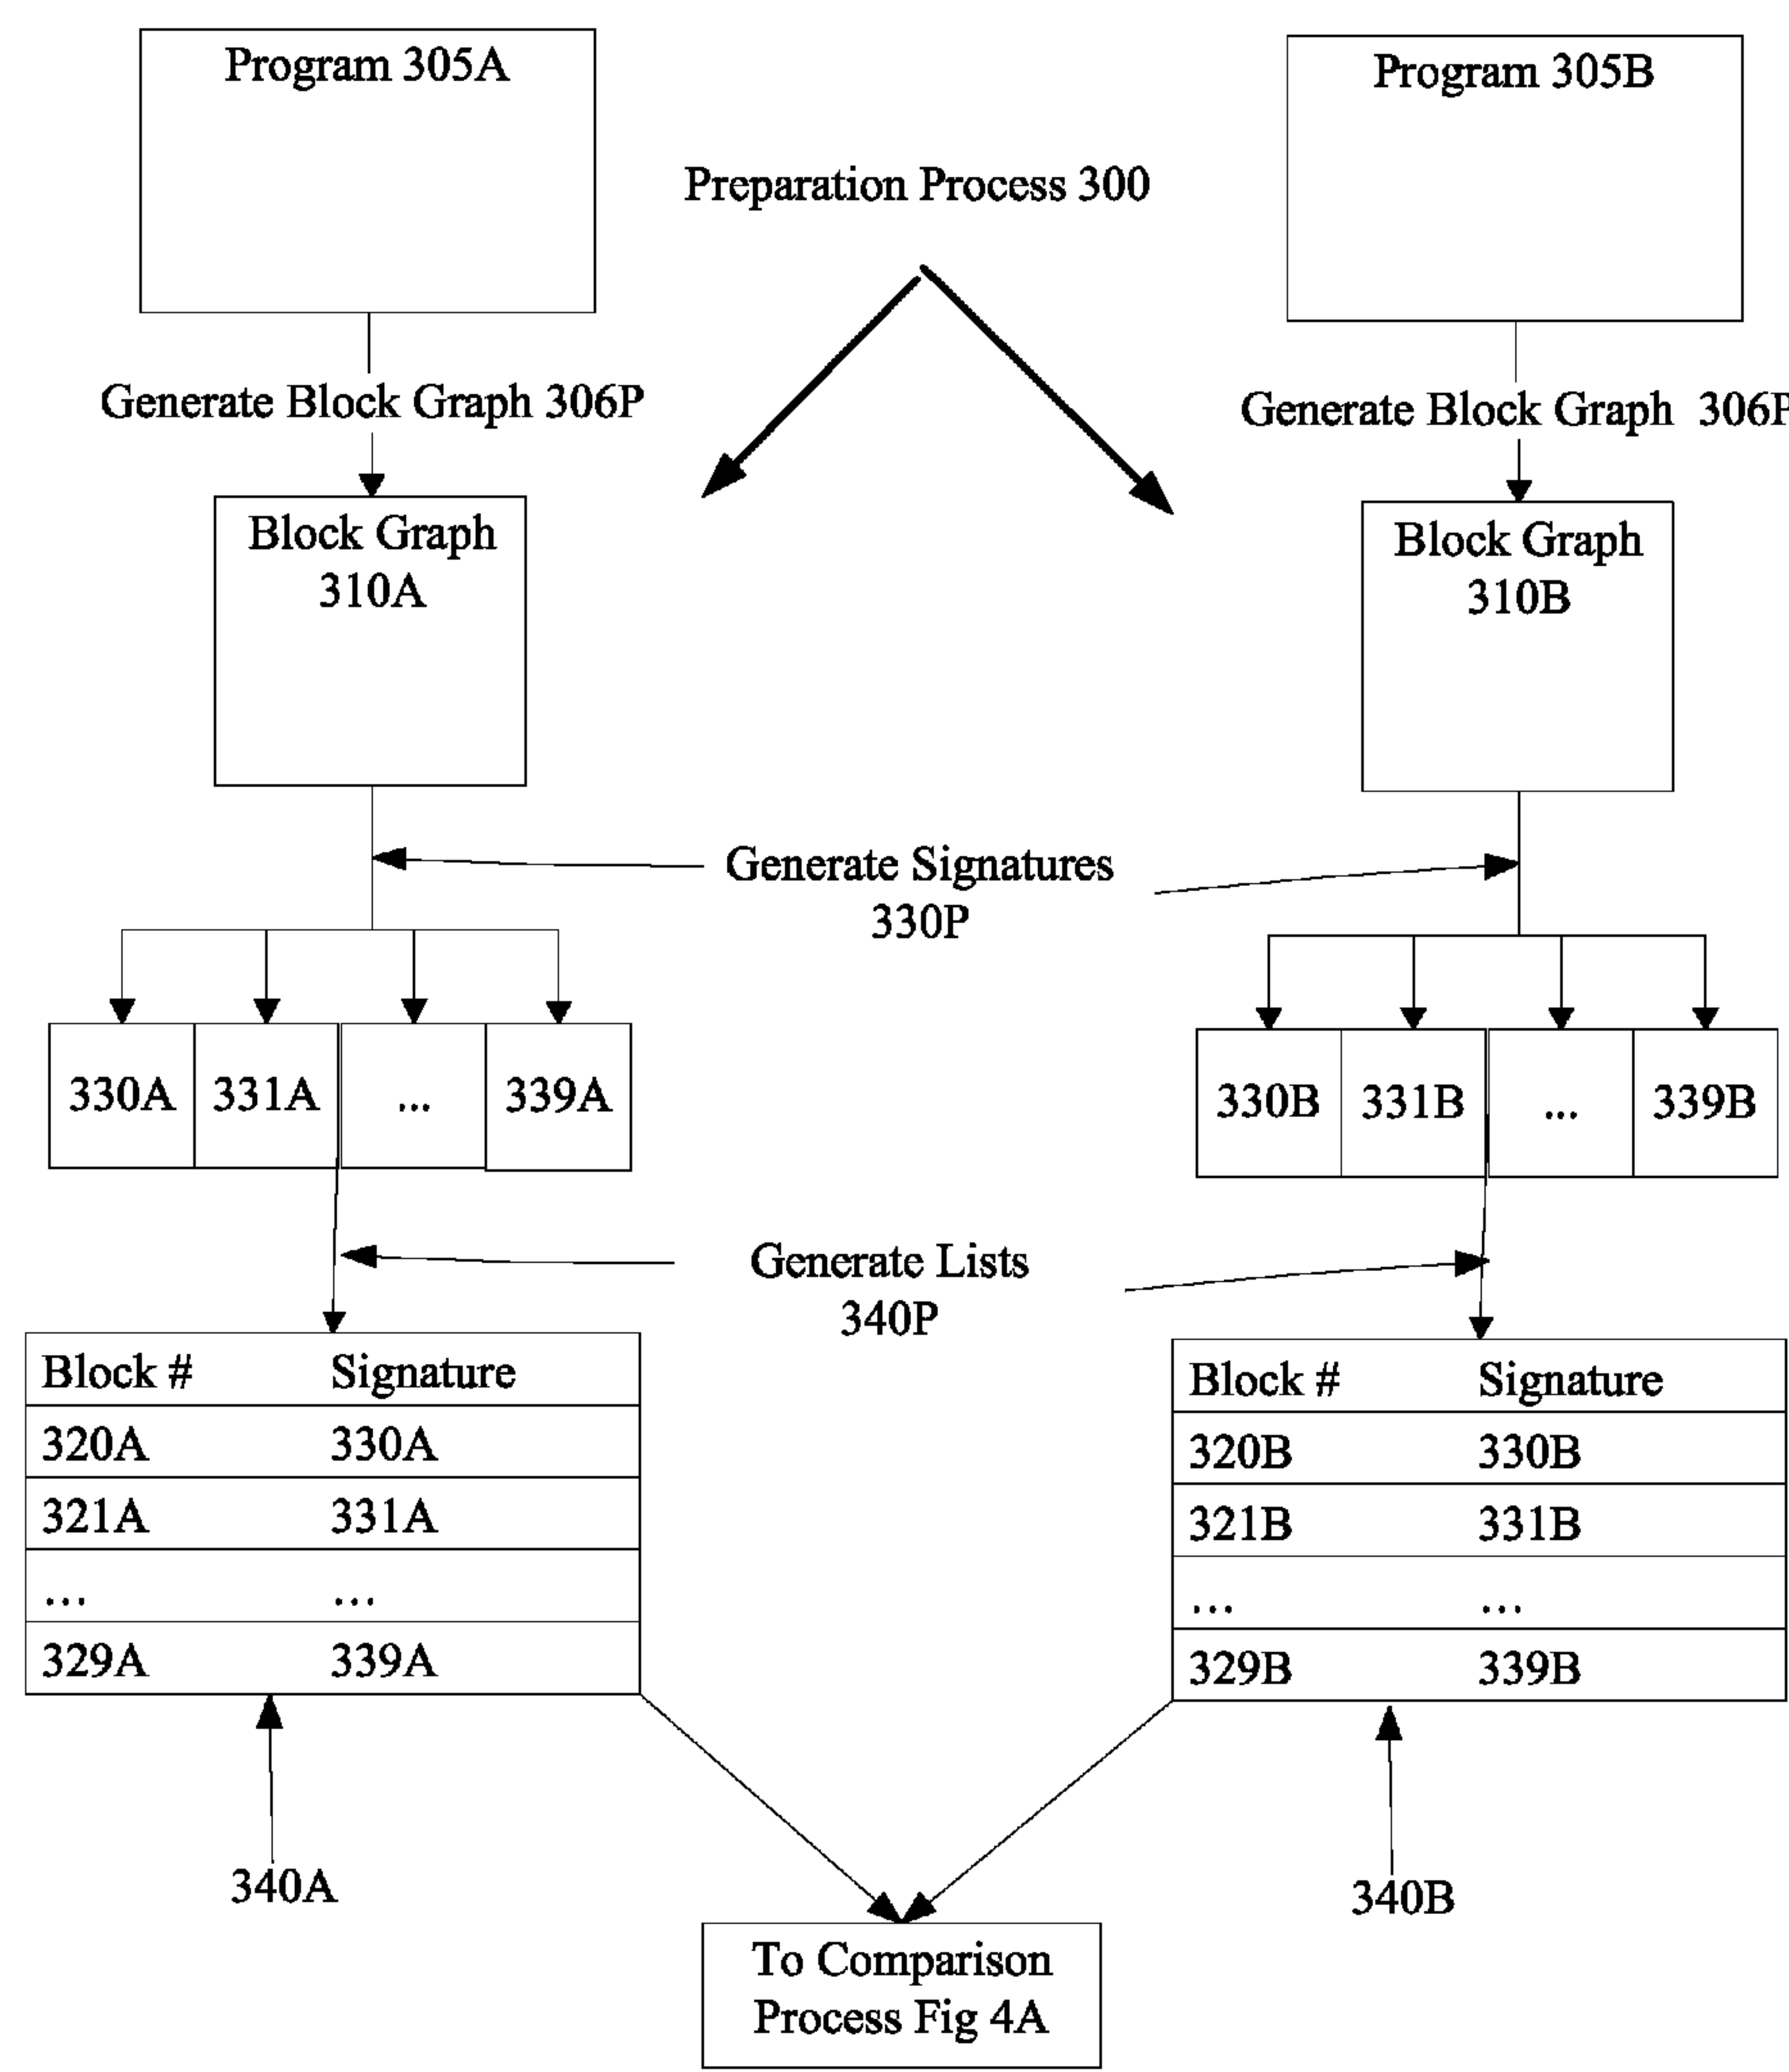 Program 305A
Program 305B
Preparation Process 300
Generate Block Graph 306P
Generate Block Graph 306P
Block Graph
310A
Block Graph
310B
Generate Signatures
330P
330A 331A ... 339A
330B 331B ... 339B
Generate Lists
340P
Block # Signature
320A 330A
321A 331A
... ...
329A 339A
Block # Signature
320B 330B
321B 331B
... ...
329B 339B
340A
340B
To Comparison
Process Fig 4A